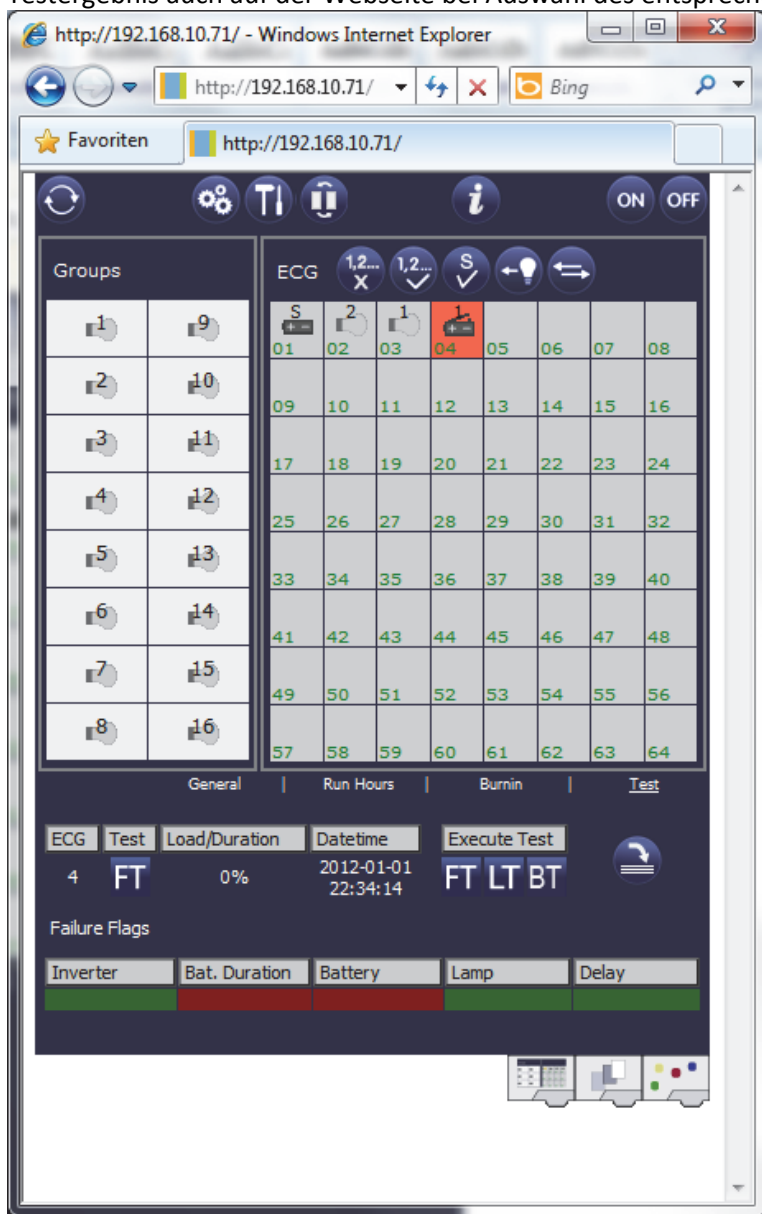 Testergebnis auch auf der Webseite bei Auswahl des entsprech
http://192.168.10.71/ - Windows Internet Explorer
http://192.168.10.71/ Bing
Favoriten http://192.168.10.71/
i ON OFF
Groups ECG 1,2... X 1,2... S
1 9 S 2 1 1
01 02 03 04 05 06 07 08
2 10
09 10 11 12 13 14 15 16
3 11
17 18 19 20 21 22 23 24
4 12
25 26 27 28 29 30 31 32
5 13
33 34 35 36 37 38 39 40
6 14
41 42 43 44 45 46 47 48
7 15
49 50 51 52 53 54 55 56
8 16
57 58 59 60 61 62 63 64
General | Run Hours | Burnin | Test
ECG Test Load/Duration Datetime Execute Test
4 FT 0% 2012-01-01 FT LT BT
22:34:14
Failure Flags
Inverter Bat. Duration Battery Lamp Delay